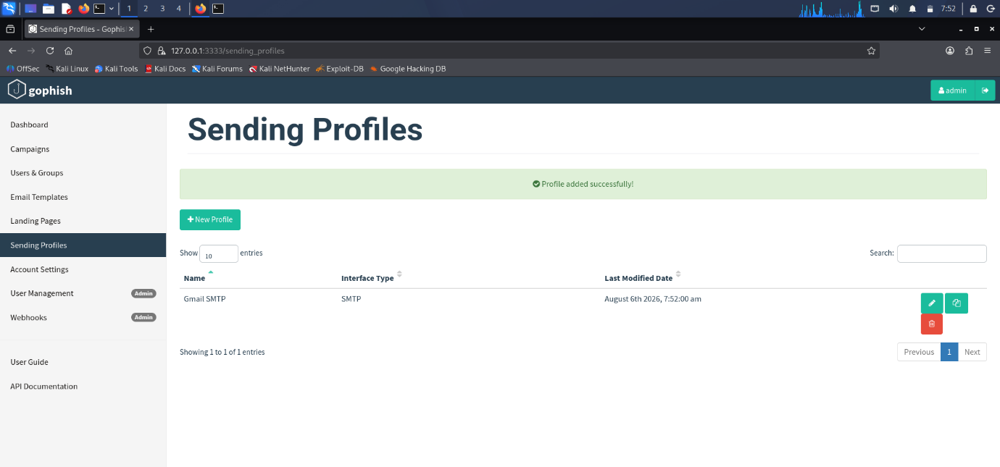 1 2 3 4 7:52
Sending Profiles - Gophis
127.0.0.1:3333/sending_profiles
OffSec Kali Linux Kali Tools Kali Docs Kali Forums Kali NetHunter Exploit-DB Google Hacking DB
gophish admin
Dashboard
Campaigns
Users & Groups
Email Templates
Landing Pages
Sending Profiles
Account Settings
User Management Admin
Webhooks Admin
User Guide
API Documentation
Sending Profiles
Profile added successfully!
New Profile
Show 10 entries Search:
Name Interface Type Last Modified Date
Gmail SMTP SMTP August 6th 2026, 7:52:00 am
Showing 1 to 1 of 1 entries Previous 1 Next